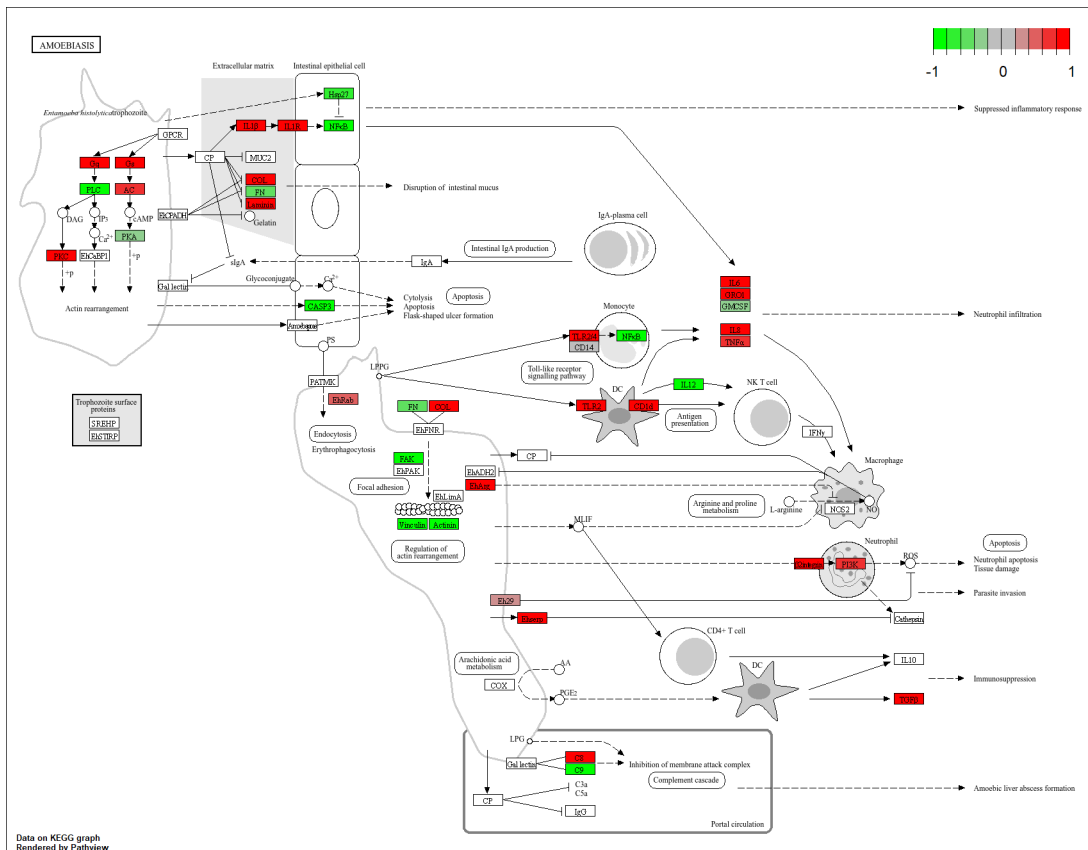 AMOEBIASIS
-1 0 1
Extracellular matrix
Intestinal epithelial cell
Hsp27
Entamoeba histolytica trophozoite
Suppressed inflammatory response
GPCR
IL1β
IL1R
NFκB
CP
MUC2
Gq
Gs
PLC
AC
COL
FN
Laminin
Disruption of intestinal mucus
DAG
IP3
cAMP
EhCPADH
Gelatin
IgA-plasma cell
Ca2+
PKA
PKC
EhCaBP1
Intestinal IgA production
+p
+p
sIgA
IgA
Actin rearrangement
Gal lectin
Glycoconjugate
Ca2+
Cytolysis
Apoptosis
Apoptosis
Flask-shaped ulcer formation
CASP3
IL6
GRO1
GMCSF
Monocyte
Neutrophil infiltration
PS
TLR2/4
CD14
NFκB
IL8
TNFα
LPPG
Toll-like receptor
signalling pathway
PATMK
DC
IL12
NK T cell
Trophozoite surface
proteins
SREHP
EhSTIRP
EhRab
FN
COL
TLR2
CD14
Antigen
presentation
EhFNR
IFNγ
Endocytosis
Erythrophagocytosis
FAK
EhPAK
CP
Macrophage
EhADH2
Focal adhesion
EhArg
EhLimA
Arginine and proline
metabolism
L-arginine
NOS2
NO
Vinculin
Actinin
MLIF
Regulation of
actin rearrangement
Neutrophil
Apoptosis
PI3K
ROS
Neutrophil apoptosis
Tissue damage
Eh29
Parasite invasion
Cathepsin
CD4+ T cell
Arachidonic acid
metabolism
AA
DC
IL10
COX
Immunosuppression
PGE2
TGFβ
LPG
Gal lectin
C8
C9
Inhibition of membrane attack complex
Complement cascade
C3a
C5a
Amoebic liver abscess formation
CP
IgG
Portal circulation
Data on KEGG graph
Rendered by Pathview